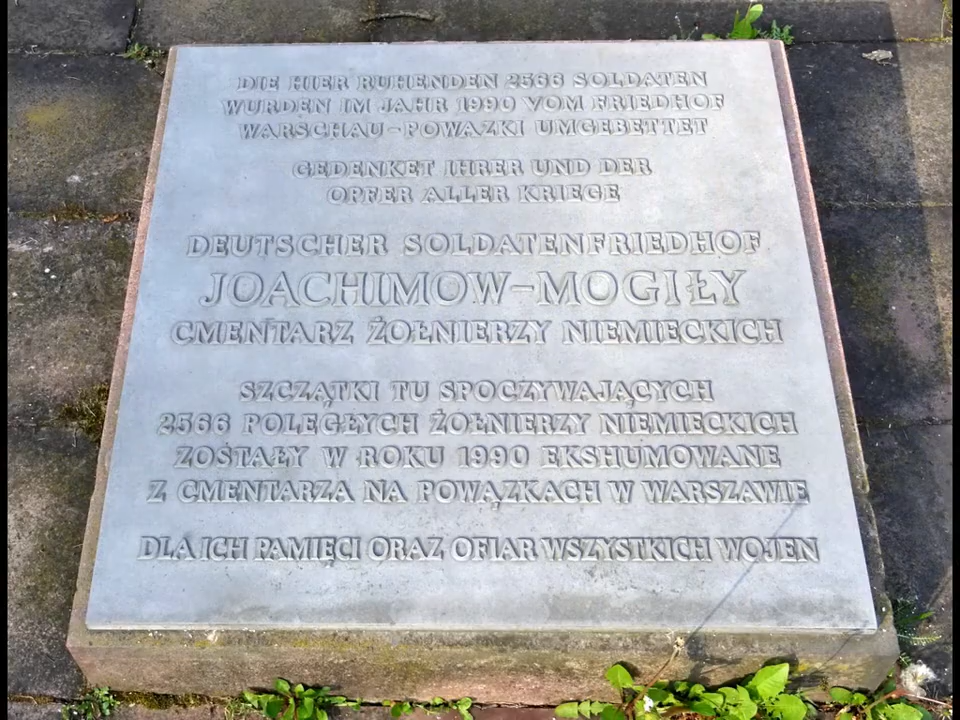 DIE HIER RUHENDEN 2566 SOLDATEN
WURDEN IM JAHR 1990 VOM FRIEDHOF
WARSCHAU-POWAZKI UMGEBETTET
GEDENKET IHRER UND DER
OPFER ALLER KRIEGE
DEUTSCHER SOLDATENFRIEDHOF
JOACHIMOW-MOGIŁY
CMENTARZ ŻOŁNIERZY NIEMIECKICH
SZCZĄTKI TU SPOCZYWAJĄCYCH
2566 POLEGŁYCH ŻOŁNIERZY NIEMIECKICH
ZOSTAŁY W ROKU 1990 EKSHUMOWANE
Z CMENTARZA NA POWĄZKACH W WARSZAWIE
DLA ICH PAMIĘCI ORAZ OFIAR WSZYSTKICH WOJEN